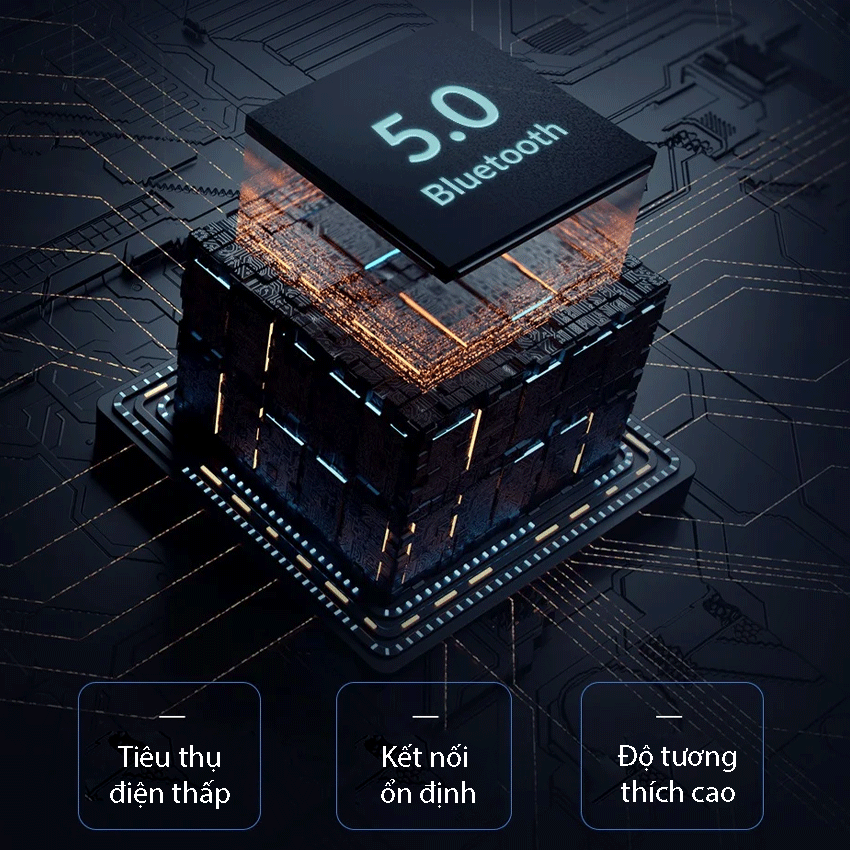 5.0
Bluetooth
Tiêu thụ
điện thấp
Kết nối
ổn định
Độ tương
thích cao